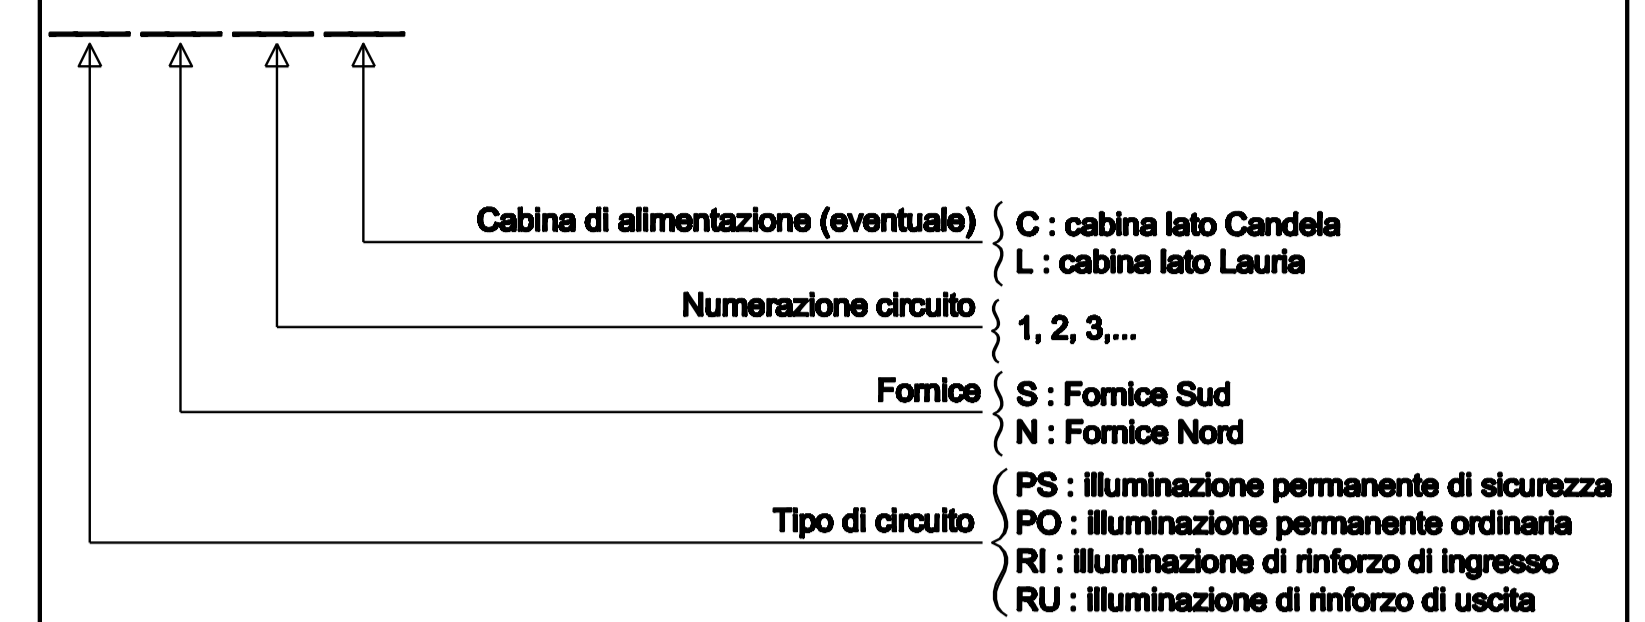 Cabina di alimentazione (eventuale)
C : cabina lato Candela
L : cabina lato Lauria
Numerazione circuito
1, 2, 3,...
Fornice
S : Fornice Sud
N : Fornice Nord
Tipo di circuito
PS : illuminazione permanente di sicurezza
PO : illuminazione permanente ordinaria
RI : illuminazione di rinforzo di ingresso
RU : illuminazione di rinforzo di uscita